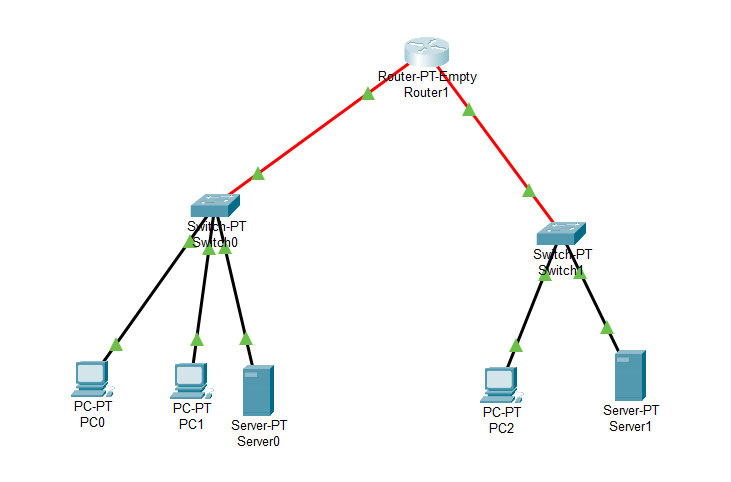 Router-PT-Empty
Router1
Switch-PT
Switch0
Switch-PT
Switch1
PC-PT
PC0
PC-PT
PC1
Server-PT
Server0
PC-PT
PC2
Server-PT
Server1